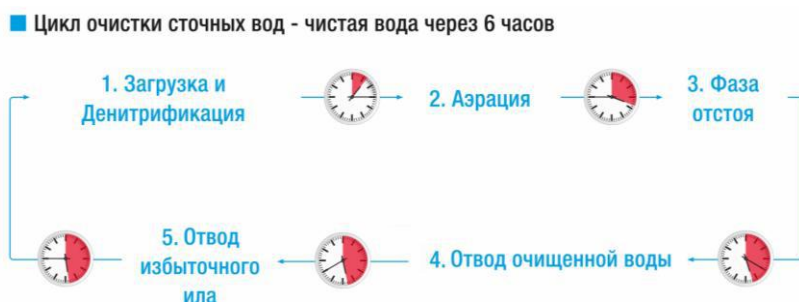 Цикл очистки сточных вод - чистая вода через 6 часов
1. Загрузка и
Денитрификация
2. Аэрация
3. Фаза
отстоя
5. Отвод
избыточного
ила
4. Отвод очищенной воды